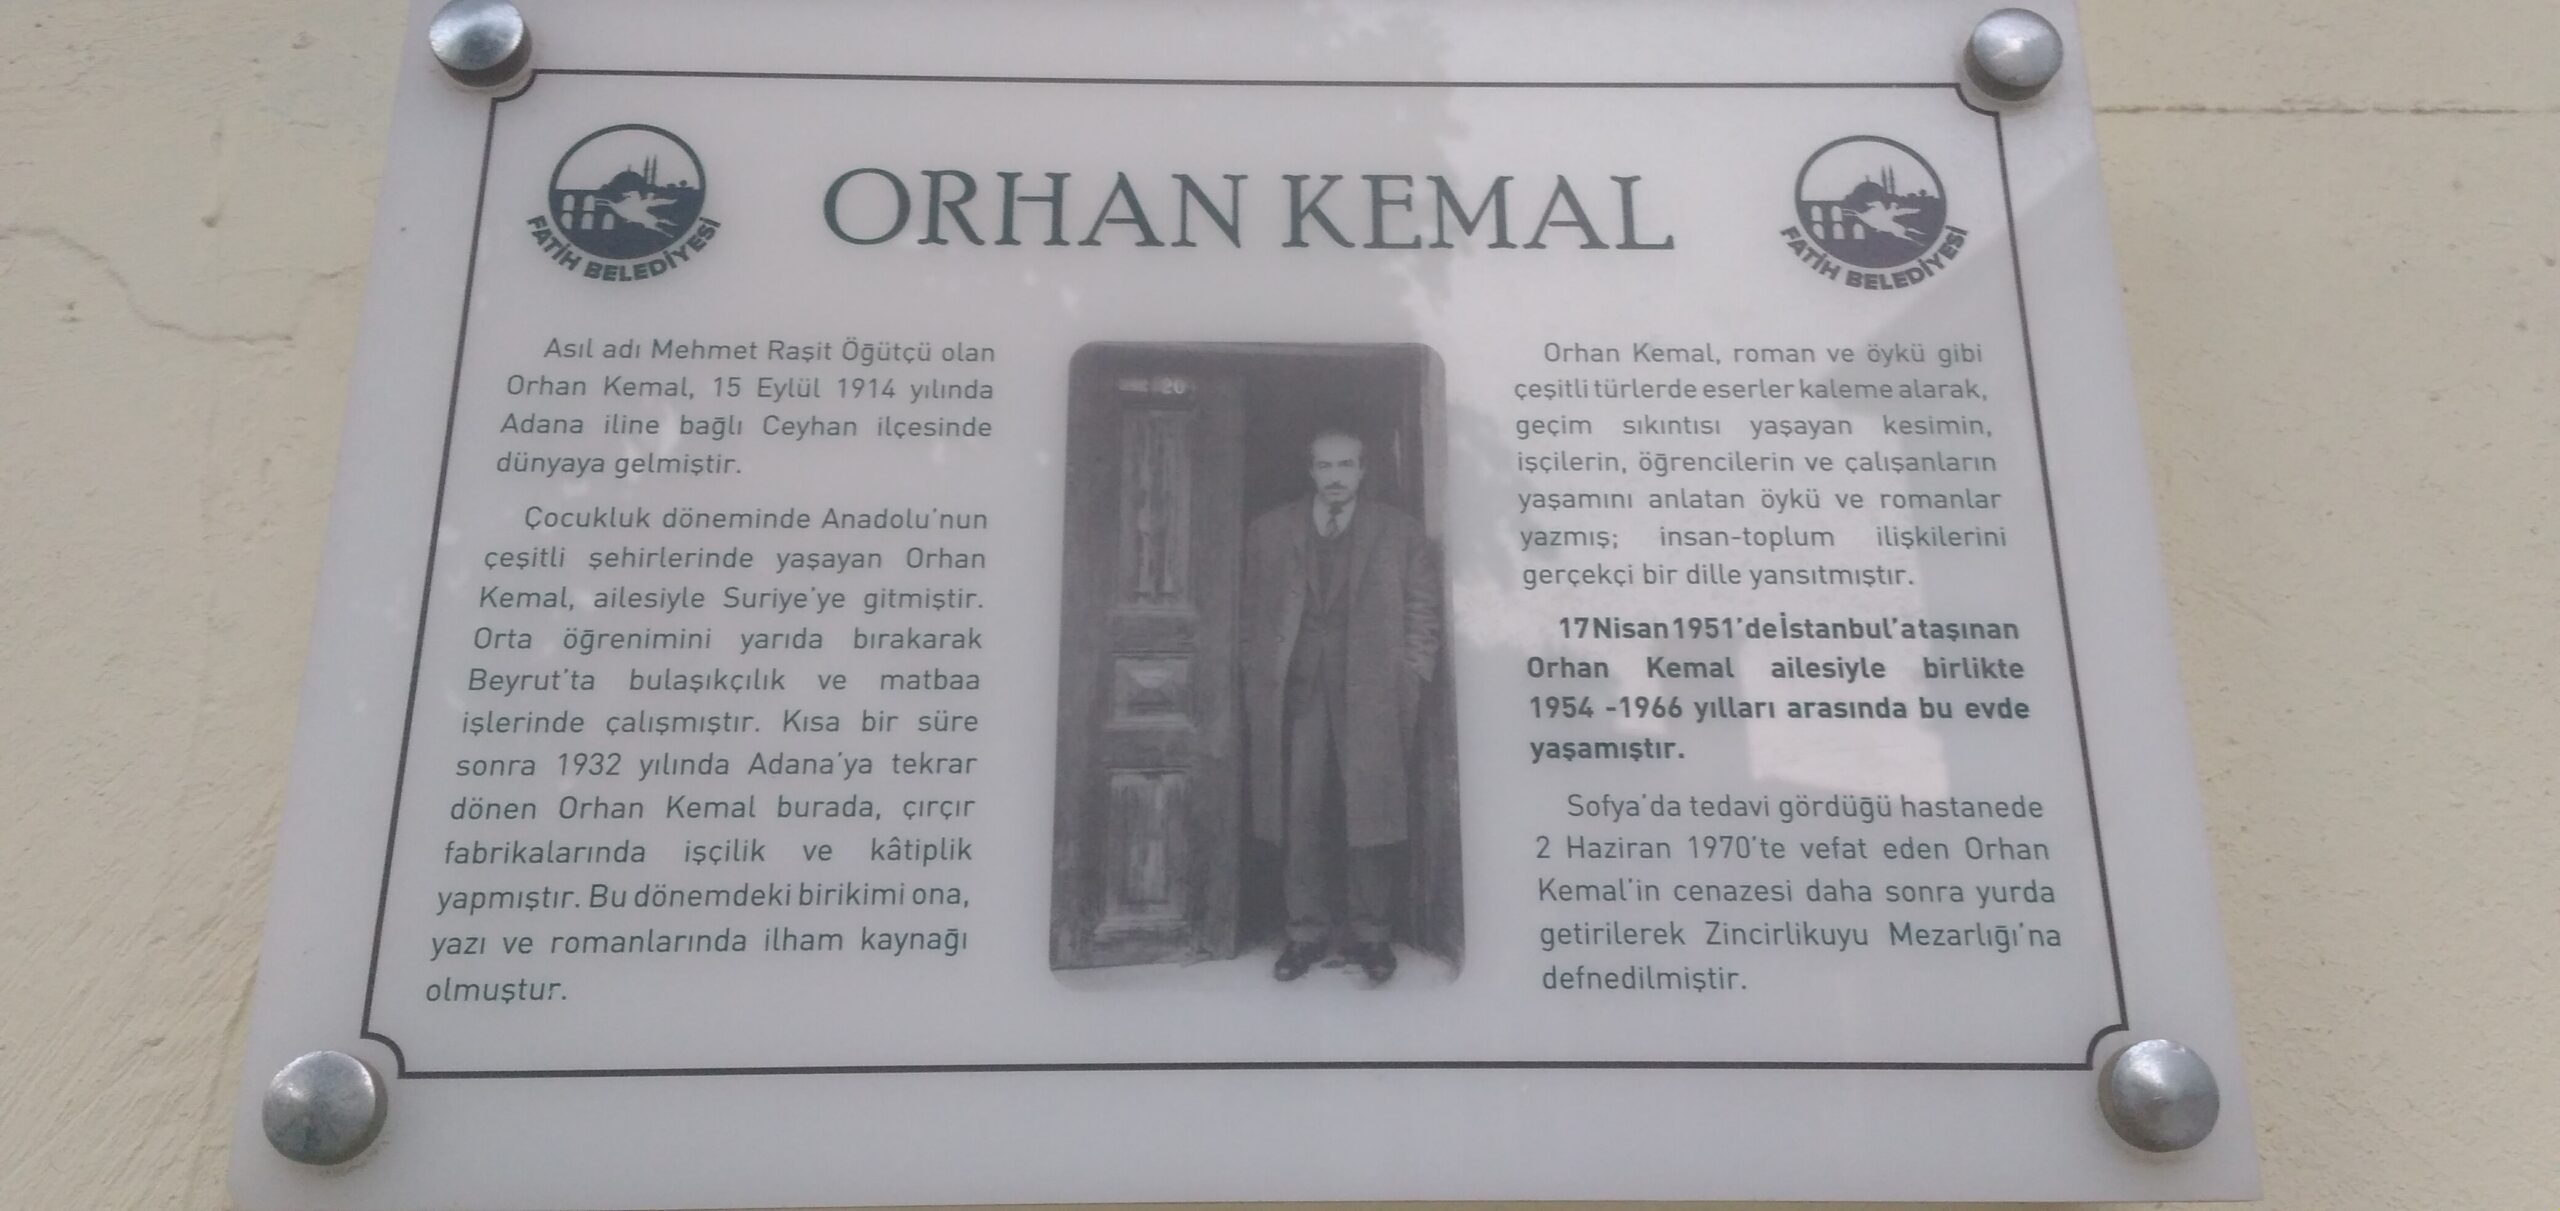 FATİH BELEDİYESİ
ORHAN KEMAL
FATİH BELEDİYESİ
Asıl adı Mehmet Raşit Öğütçü olan
Orhan Kemal, 15 Eylül 1914 yılında
Adana iline bağlı Ceyhan ilçesinde
dünyaya gelmiştir.
Çocukluk döneminde Anadolu'nun
çeşitli şehirlerinde yaşayan Orhan
Kemal, ailesiyle Suriye'ye gitmiştir.
Orta öğrenimini yarıda bırakarak
Beyrut'ta bulaşıkçılık ve matbaa
işlerinde çalışmıştır. Kısa bir süre
sonra 1932 yılında Adana'ya tekrar
dönen Orhan Kemal burada, çırçır
fabrikalarında işçilik ve kâtiplik
yapmıştır. Bu dönemdeki birikimi ona,
yazı ve romanlarında ilham kaynağı
olmuştur.
20
Orhan Kemal, roman ve öykü gibi
çeşitli türlerde eserler kaleme alarak,
geçim sıkıntısı yaşayan kesimin,
işçilerin, öğrencilerin ve çalışanların
yaşamını anlatan öykü ve romanlar
yazmış; insan-toplum ilişkilerini
gerçekçi bir dille yansıtmıştır.
17 Nisan 1951'de İstanbul'a taşınan
Orhan Kemal ailesiyle birlikte
1954 -1966 yılları arasında bu evde
yaşamıştır.
Sofya'da tedavi gördüğü hastanede
2 Haziran 1970'te vefat eden Orhan
Kemal'in cenazesi daha sonra yurda
getirilerek Zincirlikuyu Mezarlığı'na
defnedilmiştir.